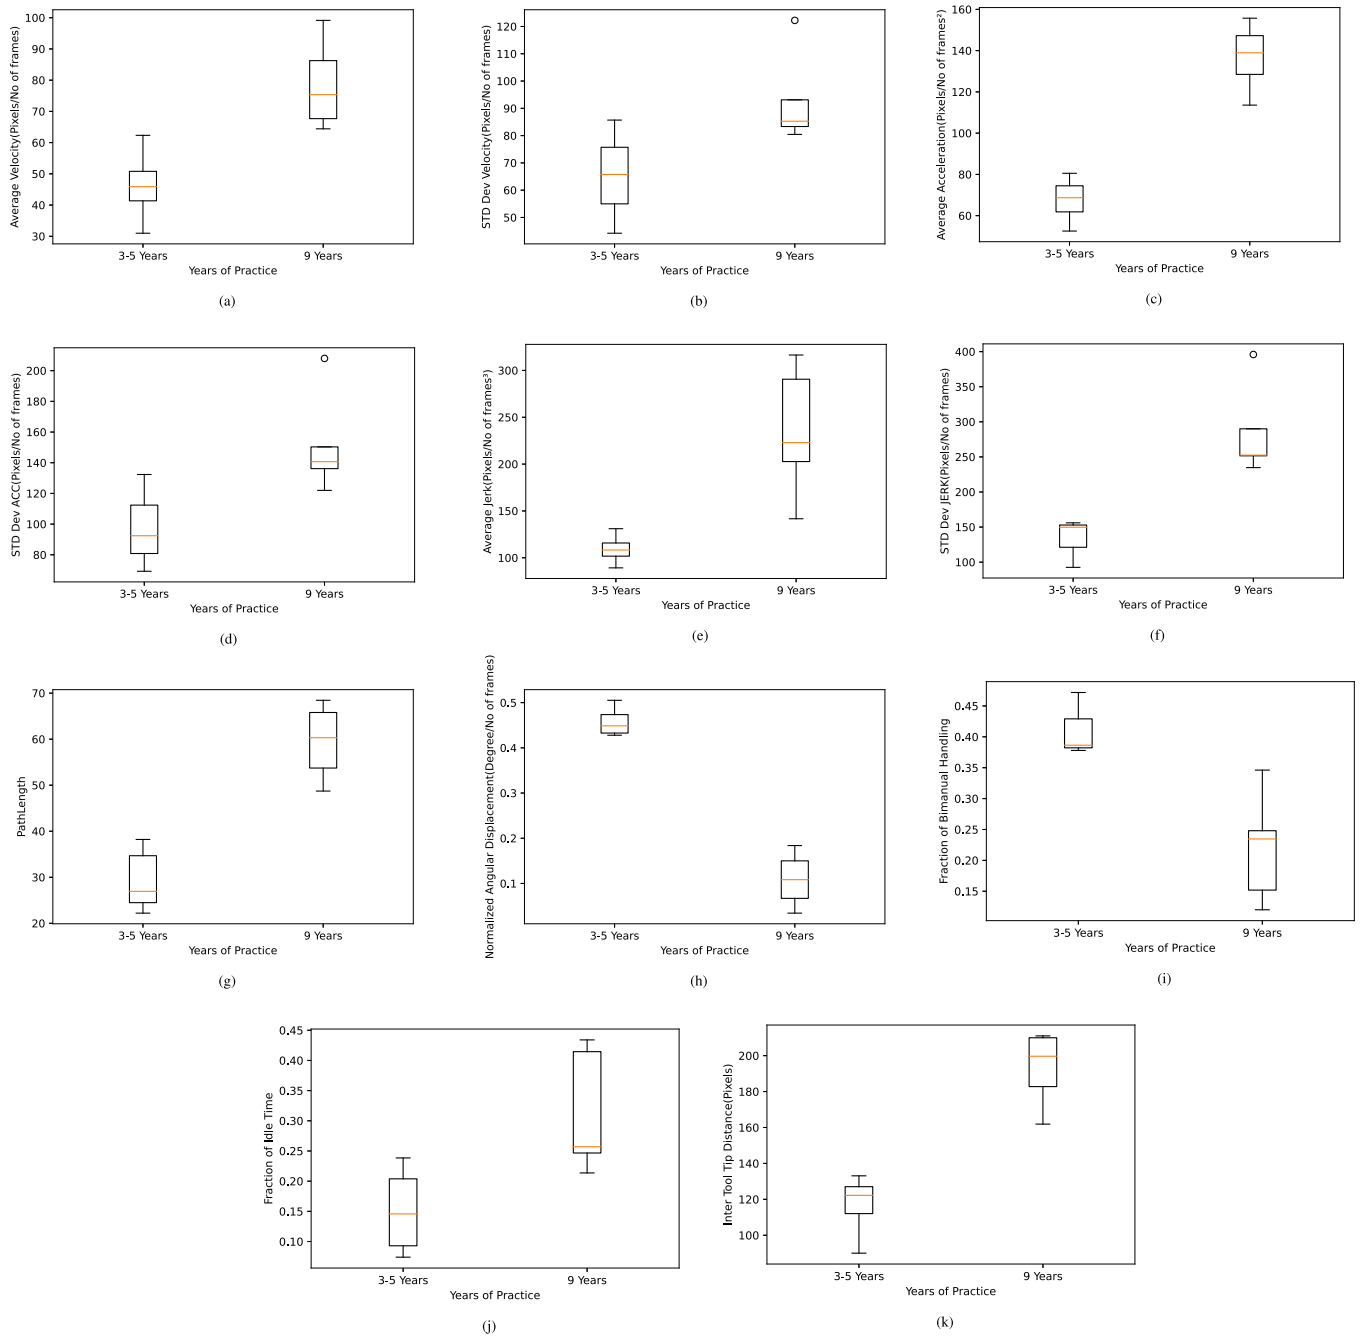 Average Velocity(Pixels/No of frames)
100
90
80
70
60
50
40
30
3-5 Years
9 Years
Years of Practice
(a)
STD Dev Velocity(Pixels/No of frames)
120
110
100
90
80
70
60
50
3-5 Years
9 Years
Years of Practice
(b)
Average Acceleration(Pixels/No of frames²)
160
140
120
100
80
60
3-5 Years
9 Years
Years of Practice
(c)
STD Dev ACC(Pixels/No of frames)
200
180
160
140
120
100
80
3-5 Years
9 Years
Years of Practice
(d)
Average Jerk(Pixels/No of frames³)
300
250
200
150
100
3-5 Years
9 Years
Years of Practice
(e)
STD Dev JERK(Pixels/No of frames)
400
350
300
250
200
150
100
3-5 Years
9 Years
Years of Practice
(f)
PathLength
70
60
50
40
30
20
3-5 Years
9 Years
Years of Practice
(g)
Normalized Angular Displacement(Degree/No of frames)
0.5
0.4
0.3
0.2
0.1
3-5 Years
9 Years
Years of Practice
(h)
Fraction of Bimanual Handling
0.45
0.40
0.35
0.30
0.25
0.20
0.15
3-5 Years
9 Years
Years of Practice
(i)
Fraction of Idle Time
0.45
0.40
0.35
0.30
0.25
0.20
0.15
0.10
3-5 Years
9 Years
Years of Practice
(j)
Inter Tool Tip Distance(Pixels)
200
180
160
140
120
100
3-5 Years
9 Years
Years of Practice
(k)